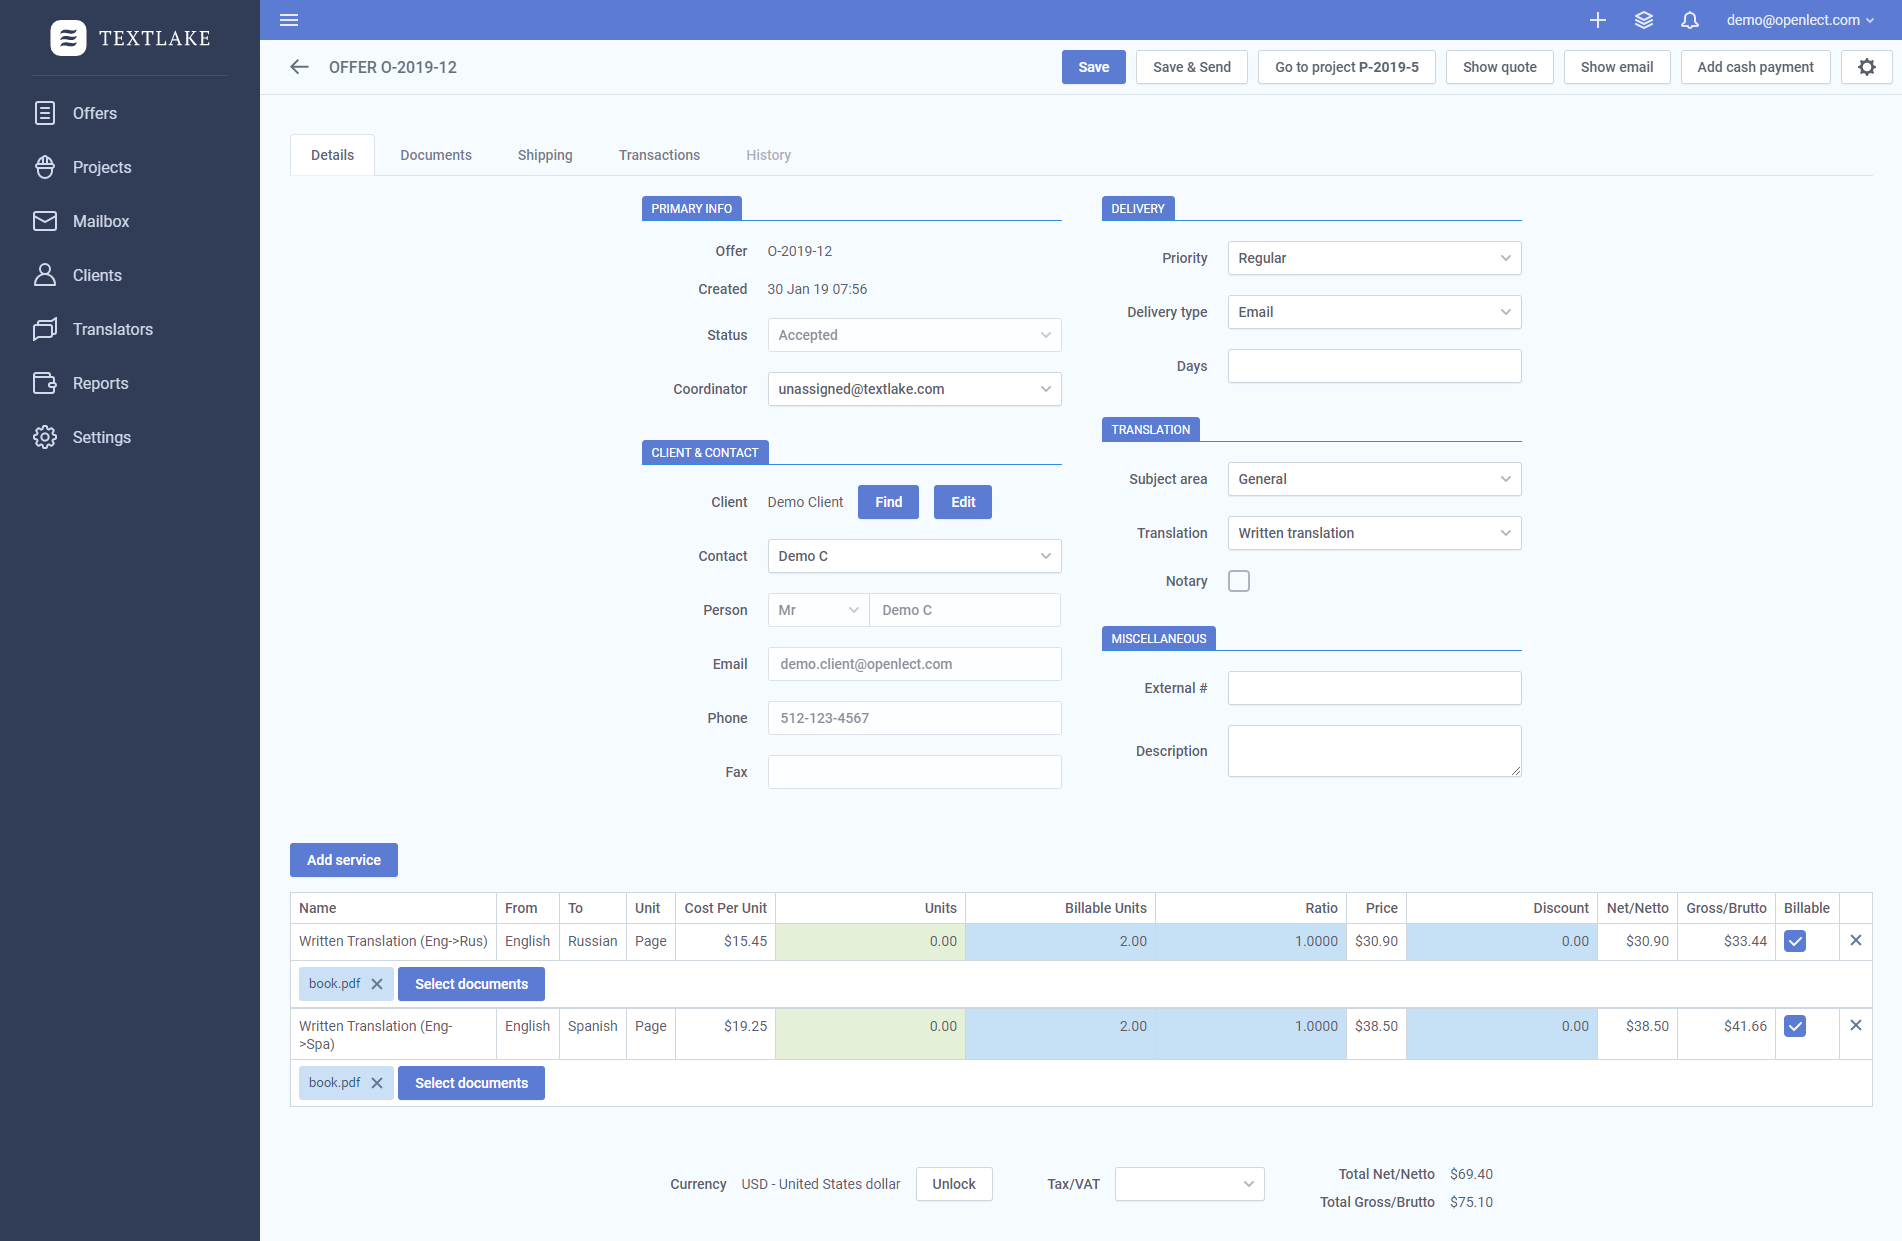 TEXTLAKE
demo@openlect.com
Offers
Projects
Mailbox
Clients
Translators
Reports
Settings
OFFER O-2019-12
Save
Save & Send
Go to project P-2019-5
Show quote
Show email
Add cash payment
Details
Documents
Shipping
Transactions
History
PRIMARY INFO
Offer O-2019-12
Created 30 Jan 19 07:56
Status Accepted
Coordinator unassigned@textlake.com
CLIENT & CONTACT
Client Demo Client Find Edit
Contact Demo C
Person Mr Demo C
Email demo.client@openlect.com
Phone 512-123-4567
Fax
DELIVERY
Priority Regular
Delivery type Email
Days
TRANSLATION
Subject area General
Translation Written translation
Notary
MISCELLANEOUS
External #
Description
Add service
Name From To Unit Cost Per Unit Units Billable Units Ratio Price Discount Net/Netto Gross/Brutto Billable
Written Translation (Eng->Rus) English Russian Page $15.45 0.00 2.00 1.0000 $30.90 0.00 $30.90 $33.44
book.pdf Select documents
Written Translation (Eng- English Spanish Page $19.25 0.00 2.00 1.0000 $38.50 0.00 $38.50 $41.66
>Spa)
book.pdf Select documents
Currency USD - United States dollar Unlock Tax/VAT
Total Net/Netto $69.40
Total Gross/Brutto $75.10